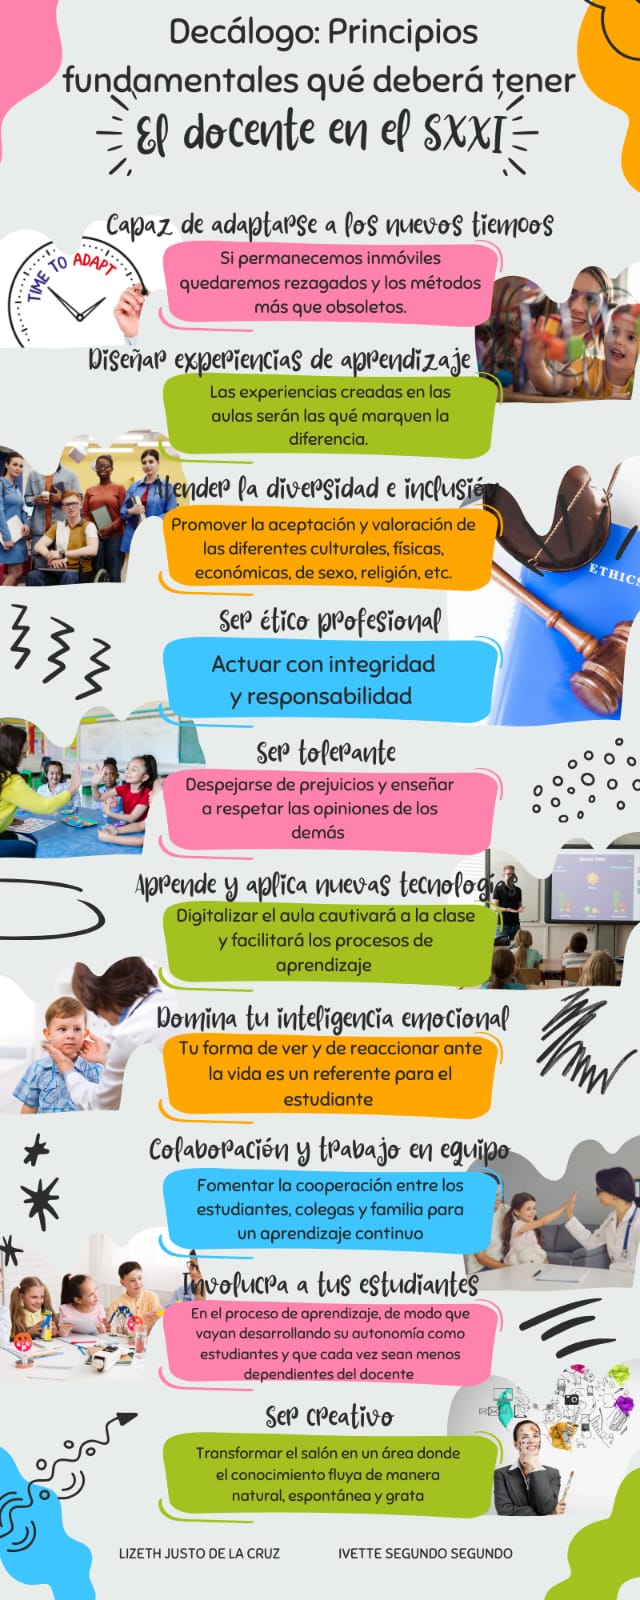 Decálogo: Principios
fundamentales qué deberá tener
El docente en el SXXI
Capaz de adaptarse a los nuevos tiempos
TIME TO ADAPT
Si permanecemos inmóviles
quedaremos rezagados y los métodos
más que obsoletos.
Diseñar experiencias de aprendizaje
Las experiencias creadas en las
aulas serán las qué marquen la
diferencia.
Atender la diversidad e inclusión
Promover la aceptación y valoración de
las diferentes culturales, físicas,
económicas, de sexo, religión, etc.
ETHICS
Ser ético profesional
Actuar con integridad
y responsabilidad
Ser tolerante
Despejarse de prejuicios y enseñar
a respetar las opiniones de los
demás
Aprende y aplica nuevas tecnologías
Digitalizar el aula cautivará a la clase
y facilitará los procesos de
aprendizaje
Domina tu inteligencia emocional
Tu forma de ver y de reaccionar ante
la vida es un referente para el
estudiante
Colaboración y trabajo en equipo
Fomentar la cooperación entre los
estudiantes, colegas y familia para
un aprendizaje continuo
Involucra a tus estudiantes
En el proceso de aprendizaje, de modo que
vayan desarrollando su autonomía como
estudiantes y que cada vez sean menos
dependientes del docente
Ser creativo
Transformar el salón en un área donde
el conocimiento fluya de manera
natural, espontánea y grata
LIZETH JUSTO DE LA CRUZ
IVETTE SEGUNDO SEGUNDO